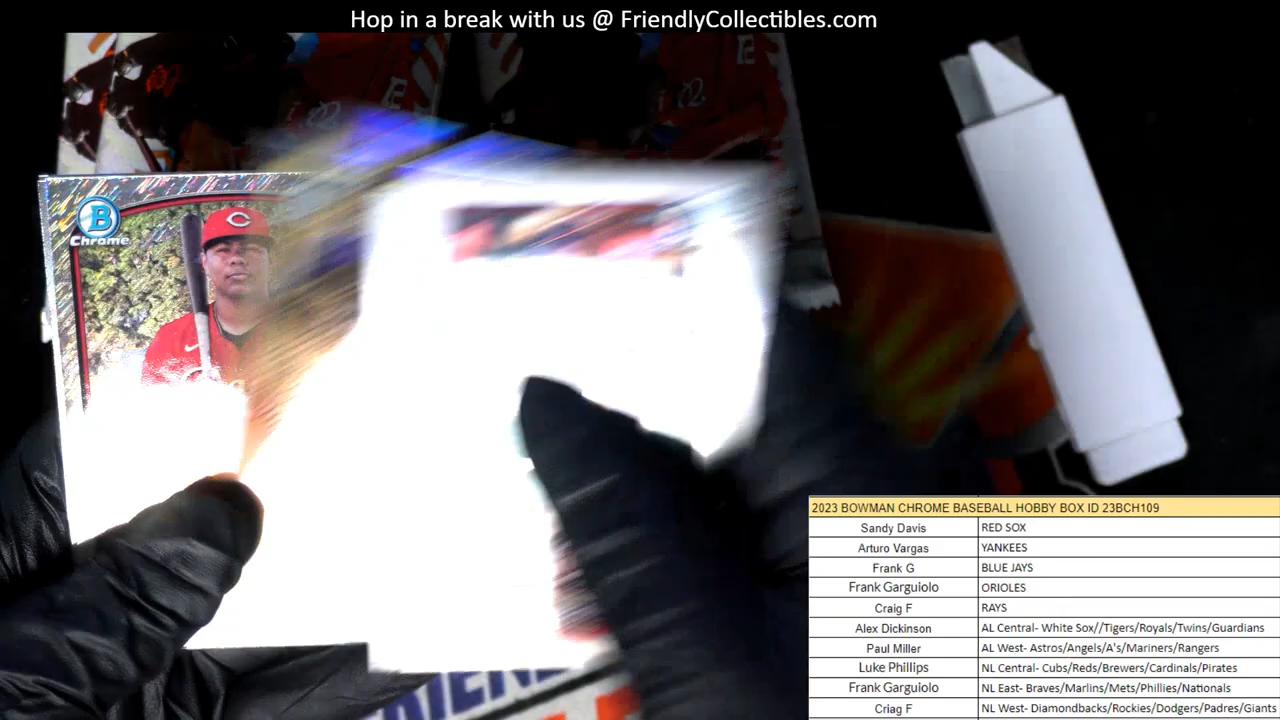 Hop in a break with us @ FriendlyCollectibles.com
B
Chrome
2023 BOWMAN CHROME BASEBALL HOBBY BOX ID 23BCH109
Sandy Davis RED SOX
Arturo Vargas YANKEES
Frank G BLUE JAYS
Frank Garguiolo ORIOLES
Craig F RAYS
Alex Dickinson AL Central- White Sox//Tigers/Royals/Twins/Guardians
Paul Miller AL West- Astros/Angels/A's/Mariners/Rangers
Luke Phillips NL Central- Cubs/Reds/Brewers/Cardinals/Pirates
Frank Garguiolo NL East- Braves/Marlins/Mets/Phillies/Nationals
Criag F NL West- Diamondbacks/Rockies/Dodgers/Padres/Giants